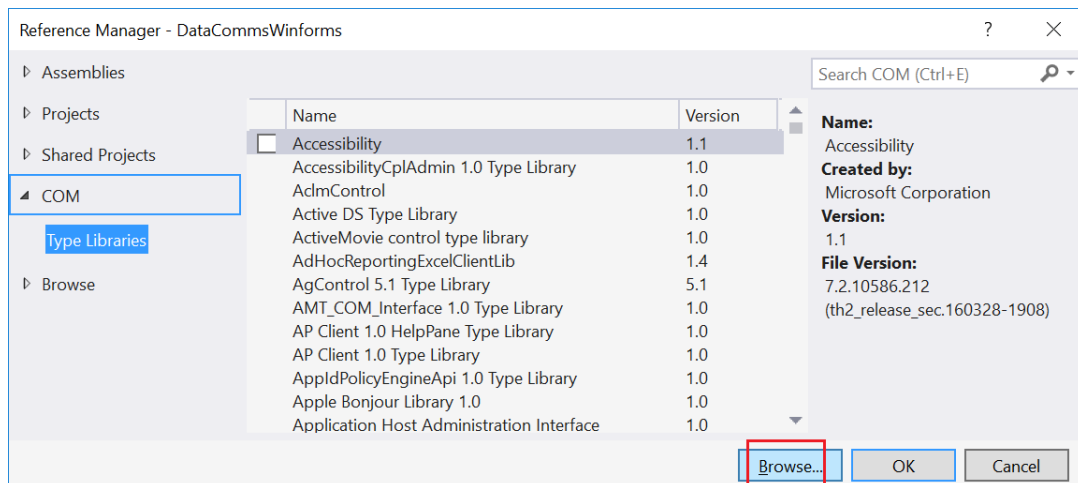 Reference Manager - DataCommsWinforms ?
Assemblies
Projects
Shared Projects
COM
Type Libraries
Browse
Name Version
Accessibility 1.1
AccessibilityCplAdmin 1.0 Type Library 1.0
AclmControl 1.0
Active DS Type Library 1.0
ActiveMovie control type library 1.0
AdHocReportingExcelClientLib 1.4
AgControl 5.1 Type Library 5.1
AMT_COM_Interface 1.0 Type Library 1.0
AP Client 1.0 HelpPane Type Library 1.0
AP Client 1.0 Type Library 1.0
AppIdPolicyEngineApi 1.0 Type Library 1.0
Apple Bonjour Library 1.0 1.0
Application Host Administration Interface 1.0
Search COM (Ctrl+E)
Name:
Accessibility
Created by:
Microsoft Corporation
Version:
1.1
File Version:
7.2.10586.212
(th2_release_sec.160328-1908)
Browse... OK Cancel